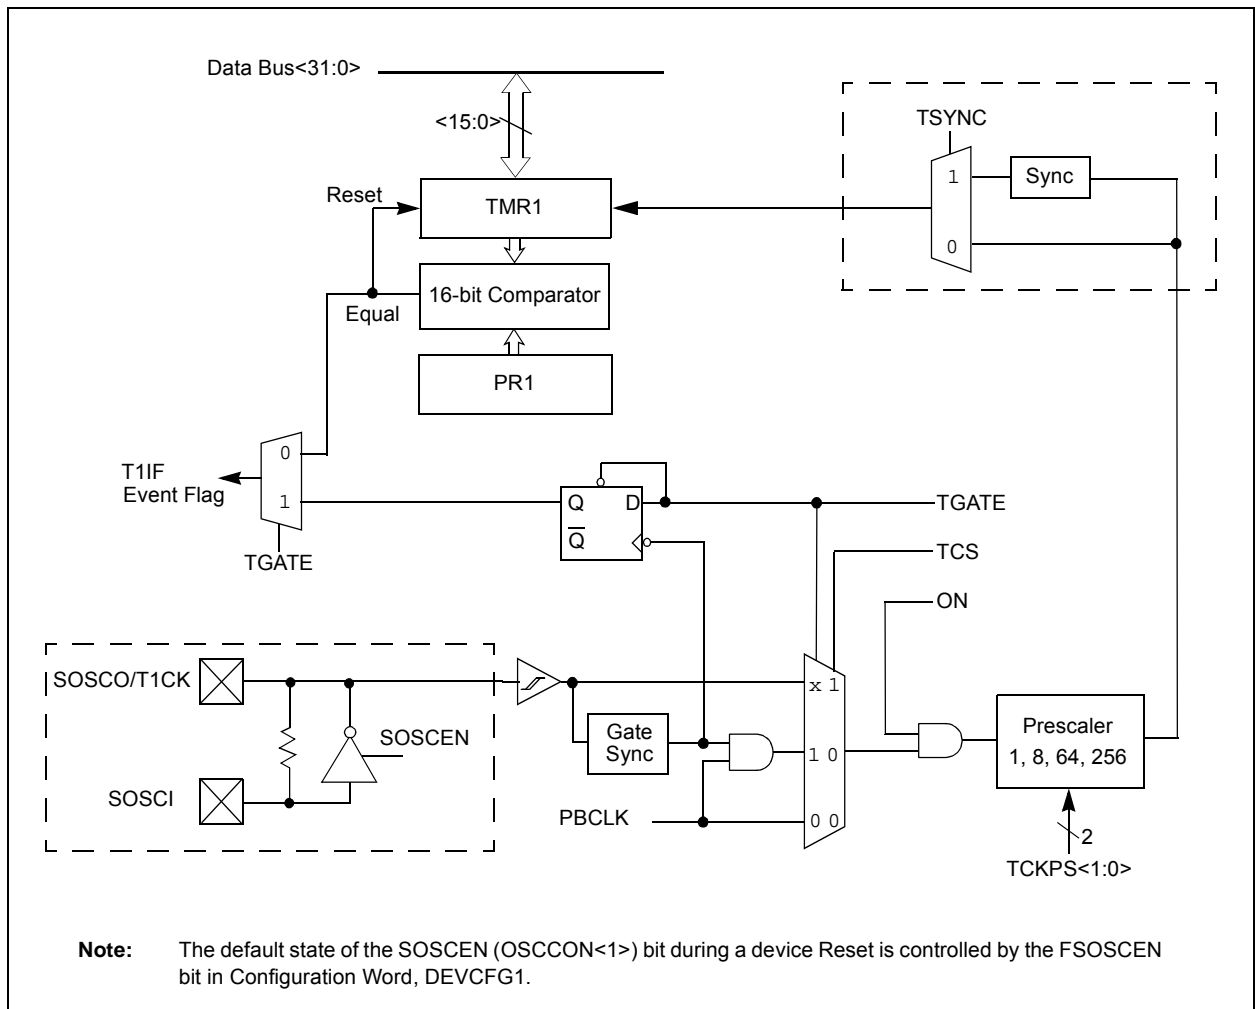 Data Bus<31:0>
<15:0>
TSYNC
1
Sync
0
Reset
TMR1
16-bit Comparator
Equal
PR1
0
T1IF
Event Flag
1
TGATE
Q
D
Q̅
TGATE
TCS
ON
SOSCO/T1CK
SOSCEN
SOSCI
Gate
Sync
PBCLK
x 1
1 0
0 0
Prescaler
1, 8, 64, 256
2
TCKPS<1:0>
Note: The default state of the SOSCEN (OSCCON<1>) bit during a device Reset is controlled by the FSOSCEN
bit in Configuration Word, DEVCFG1.